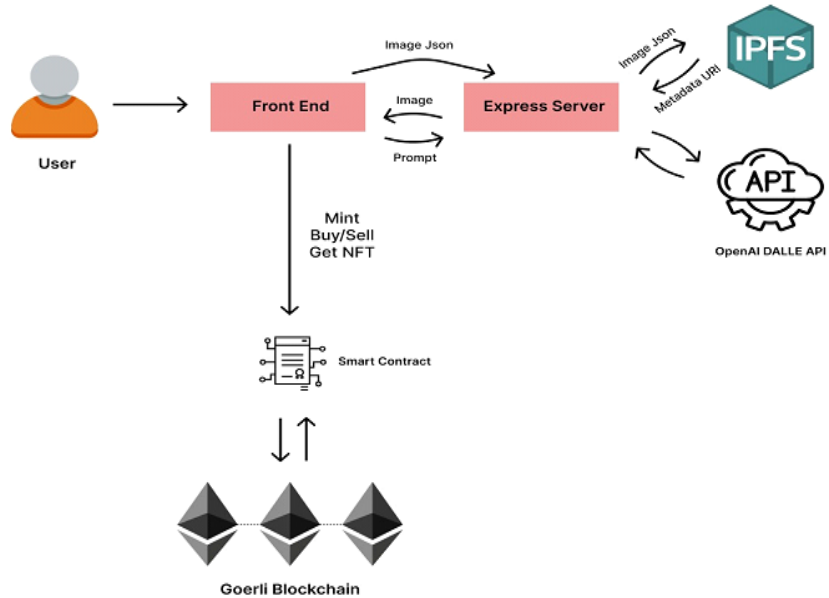 Image Json
Image Json
IPFS
Metadata URI
Front End
Image
Express Server
Prompt
User
API
OpenAI DALLE API
Mint
Buy/Sell
Get NFT
Smart Contract
Goerli Blockchain